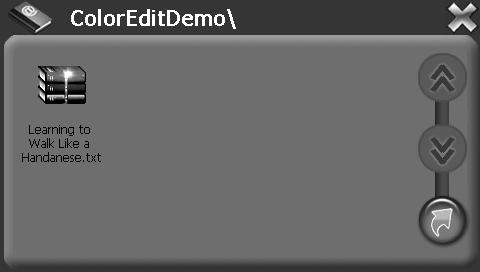 ColorEditDemo\
Learning to
Walk Like a
Handanese.txt